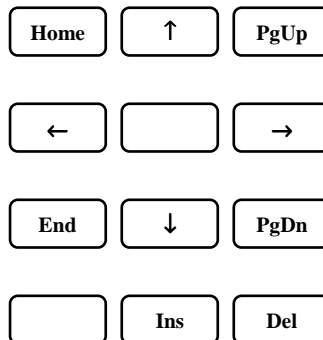 Home ↑ PgUp
← →
End ↓ PgDn
Ins Del